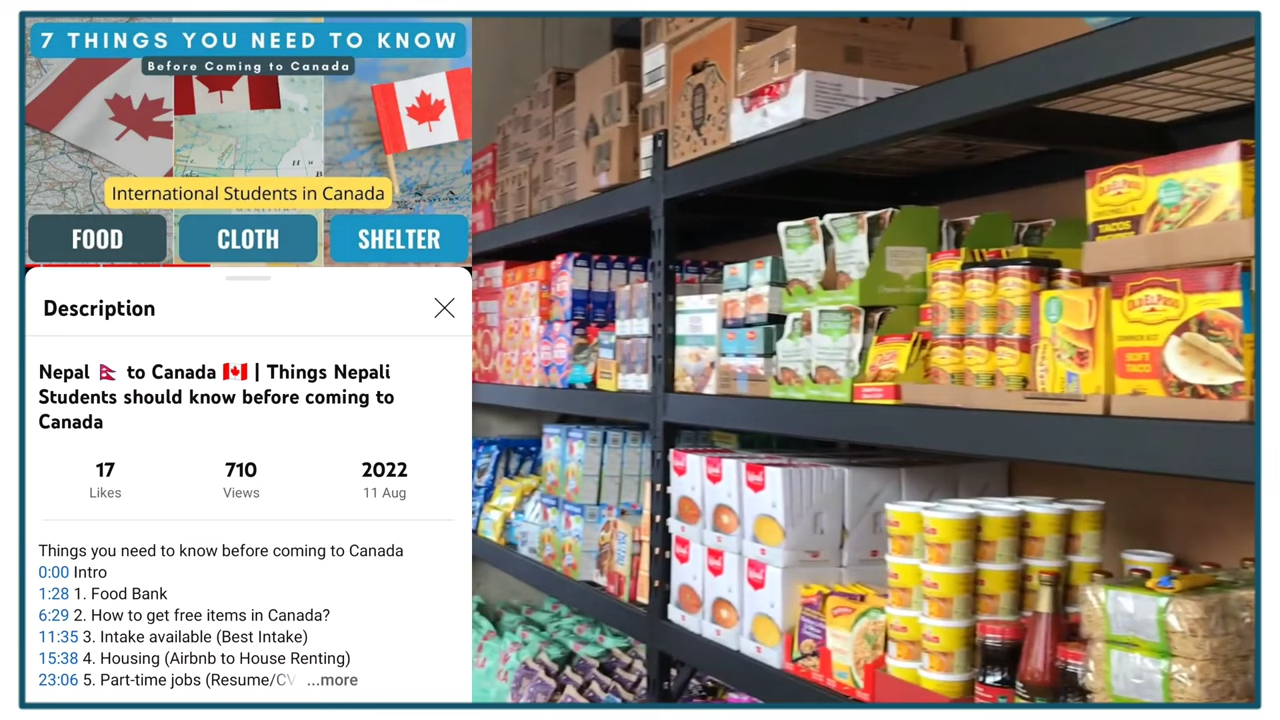 7 THINGS YOU NEED TO KNOW
Before Coming to Canada
International Students in Canada
FOOD
CLOTH
SHELTER
Description
Nepal 🇳🇵 to Canada 🇨🇦 | Things Nepali
Students should know before coming to
Canada
17
Likes
710
Views
2022
11 Aug
Things you need to know before coming to Canada
0:00 Intro
1:28 1. Food Bank
6:29 2. How to get free items in Canada?
11:35 3. Intake available (Best Intake)
15:38 4. Housing (Airbnb to House Renting)
23:06 5. Part-time jobs (Resume/CV ...more
OLD EL PASO
TACOS
OLD EL PASO
DINNER KIT
SOFT
TACO